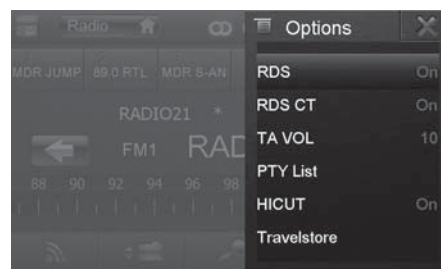 Radio
Options
MDR JUMP 89.0 RTL MDR S-AN
RADIO21 *
FM1 RAD
88 90 92 94 96 98
RDS On
RDS CT On
TA VOL 10
PTY List
HICUT On
Travelstore